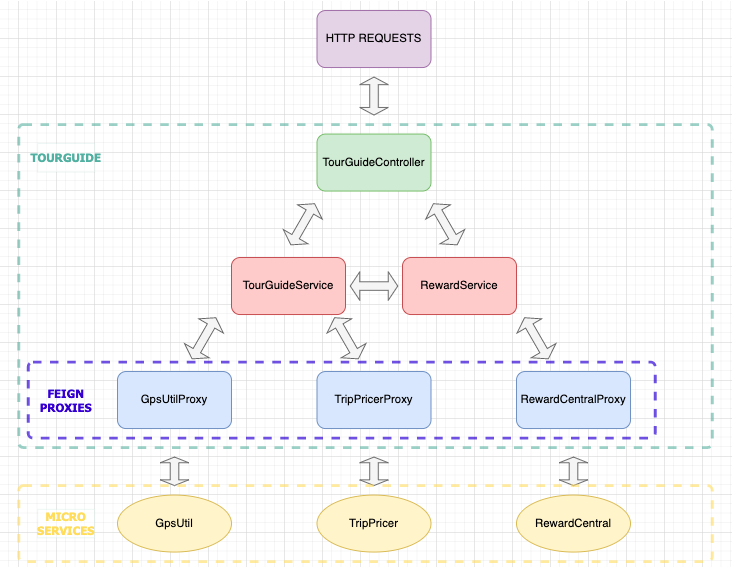 HTTP REQUESTS
TOURGUIDE
TourGuideController
TourGuideService
RewardService
FEIGN
PROXIES
GpsUtilProxy
TripPricerProxy
RewardCentralProxy
MICRO
SERVICES
GpsUtil
TripPricer
RewardCentral